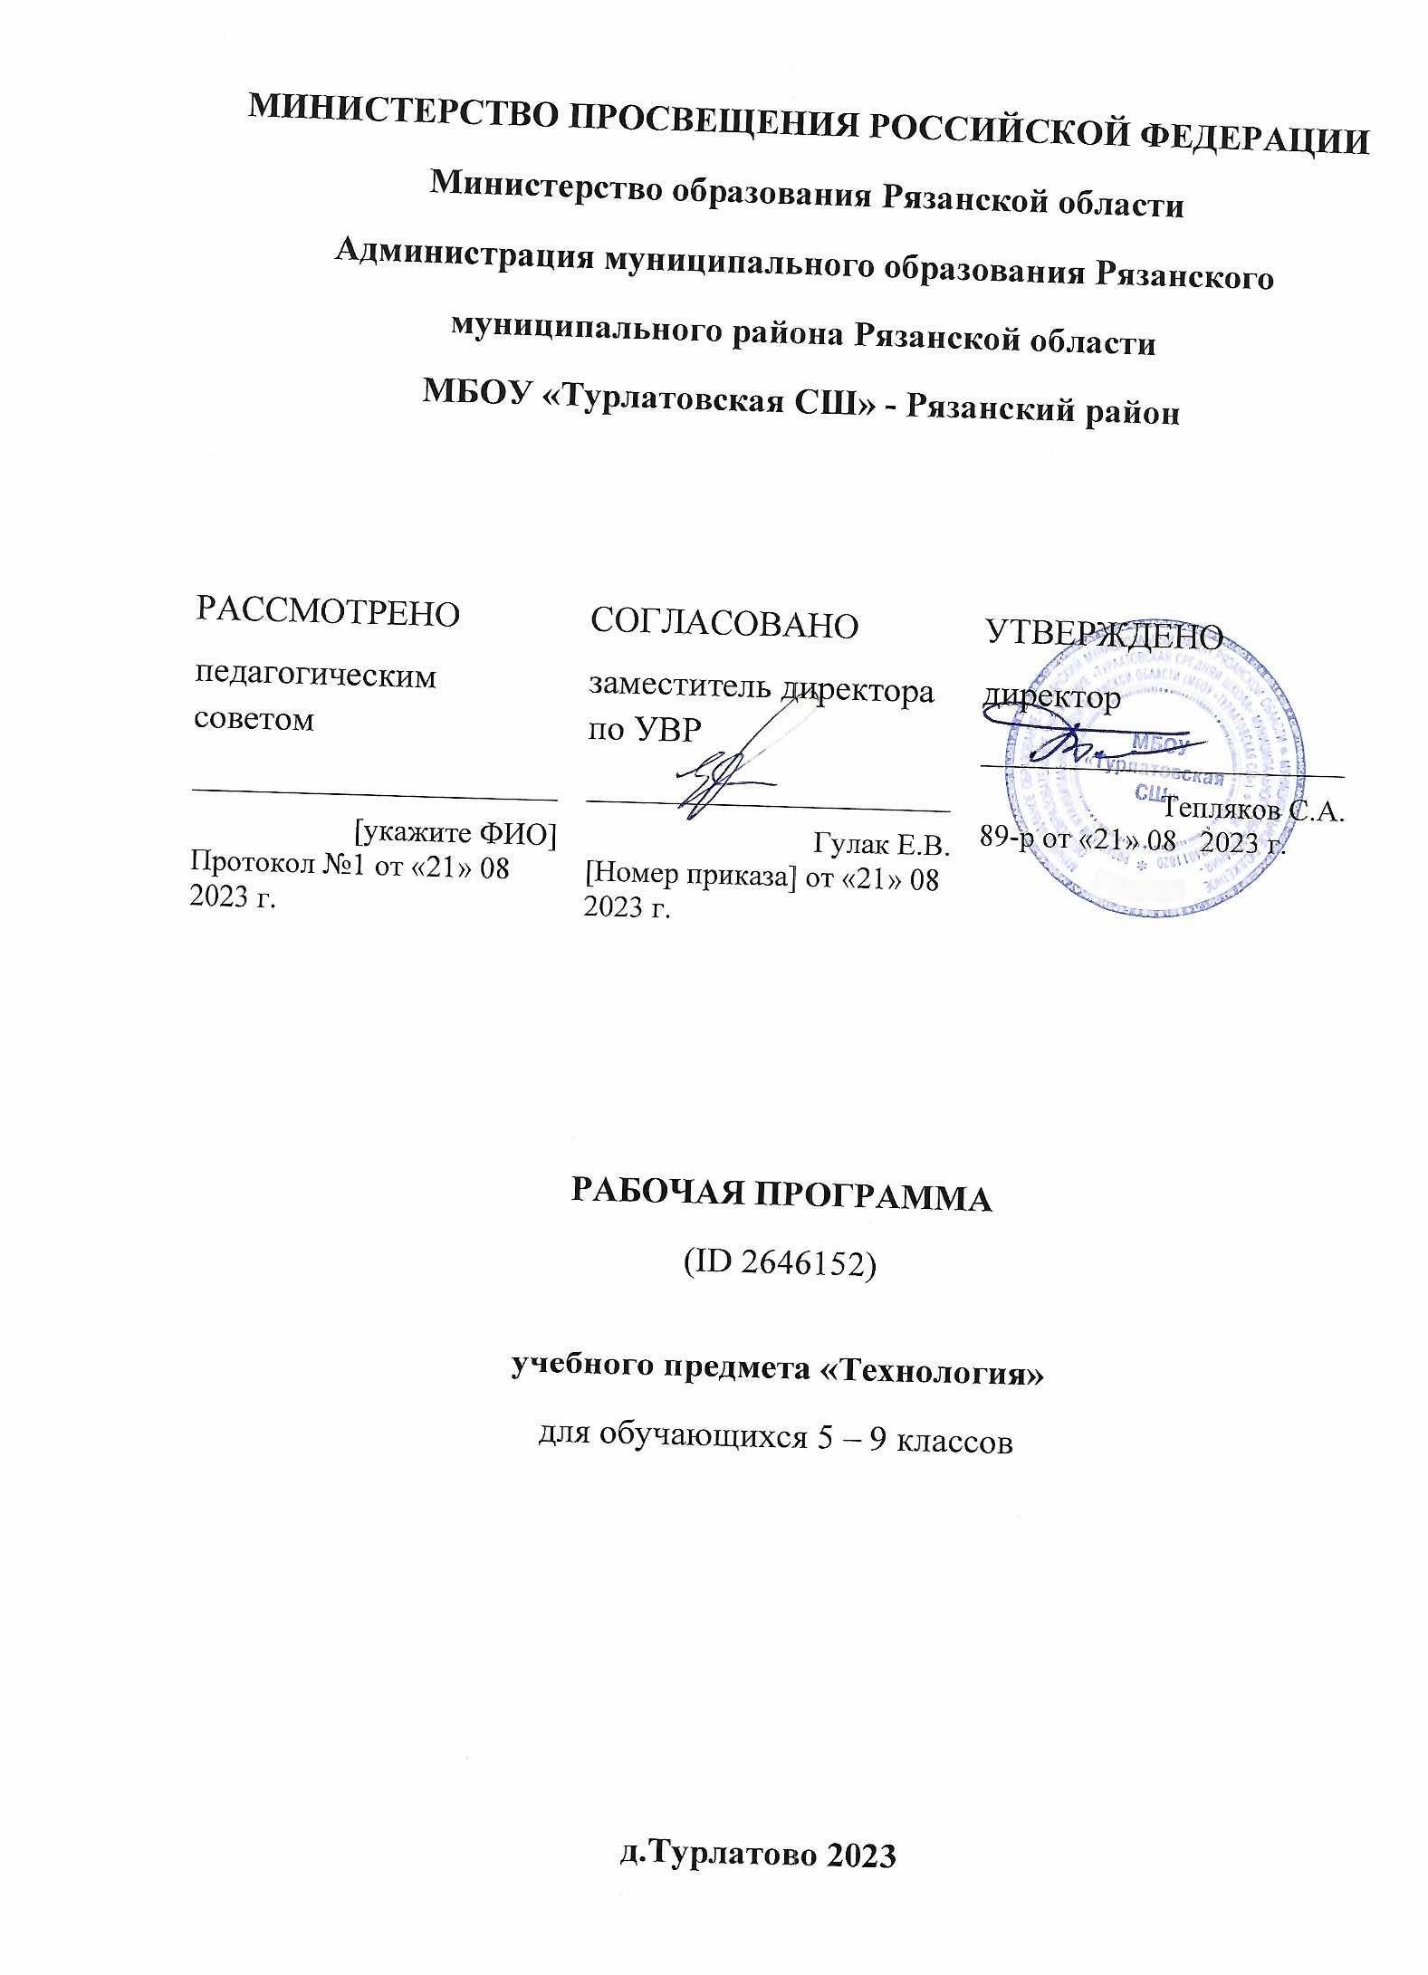 МИНИСТЕРСТВО ПРОСВЕЩЕНИЯ РОССИЙСКОЙ ФЕДЕРАЦИИ
Министерство образования Рязанской области
Администрация муниципального образования Рязанского
муниципального района Рязанской области
МБОУ «Турлатовская СШ» - Рязанский район
РАССМОТРЕНО
педагогическим
советом
[укажите ФИО]
Протокол №1 от «21» 08
2023 г.
СОГЛАСОВАНО
заместитель директора
по УВР
Гулак Е.В.
[Номер приказа] от «21» 08
2023 г.
УТВЕРЖДЕНО
директор
МБОУ
«Турлатовская
СШ»
Тепляков С.А.
89-р от «21» 08 2023 г.
РАБОЧАЯ ПРОГРАММА
(ID 2646152)
учебного предмета «Технология»
для обучающихся 5 – 9 классов
д.Турлатово 2023